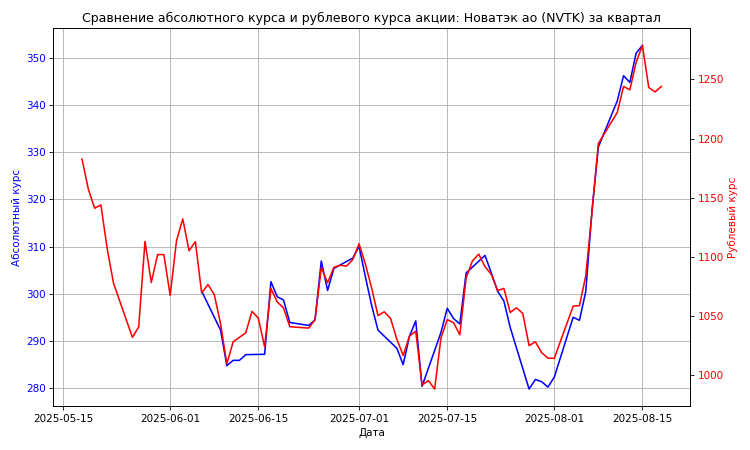 Сравнение абсолютного курса и рублевого курса акции: Новатэк ао (NVTK) за квартал
350
340
330
320
310
300
290
280
Абсолютный курс
1250
1200
1150
1100
1050
1000
Рублевый курс
2025-05-15 2025-06-01 2025-06-15 2025-07-01 2025-07-15 2025-08-01 2025-08-15
Дата